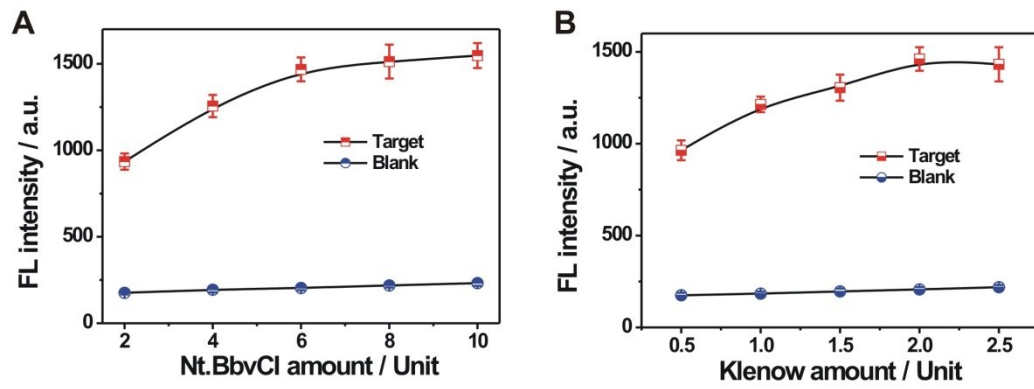 A
FL intensity / a.u.
1500
1000
500
0
Target
Blank
2 4 6 8 10
Nt.BbvCI amount / Unit
B
FL intensity / a.u.
1500
1000
500
0
Target
Blank
0.5 1.0 1.5 2.0 2.5
Klenow amount / Unit